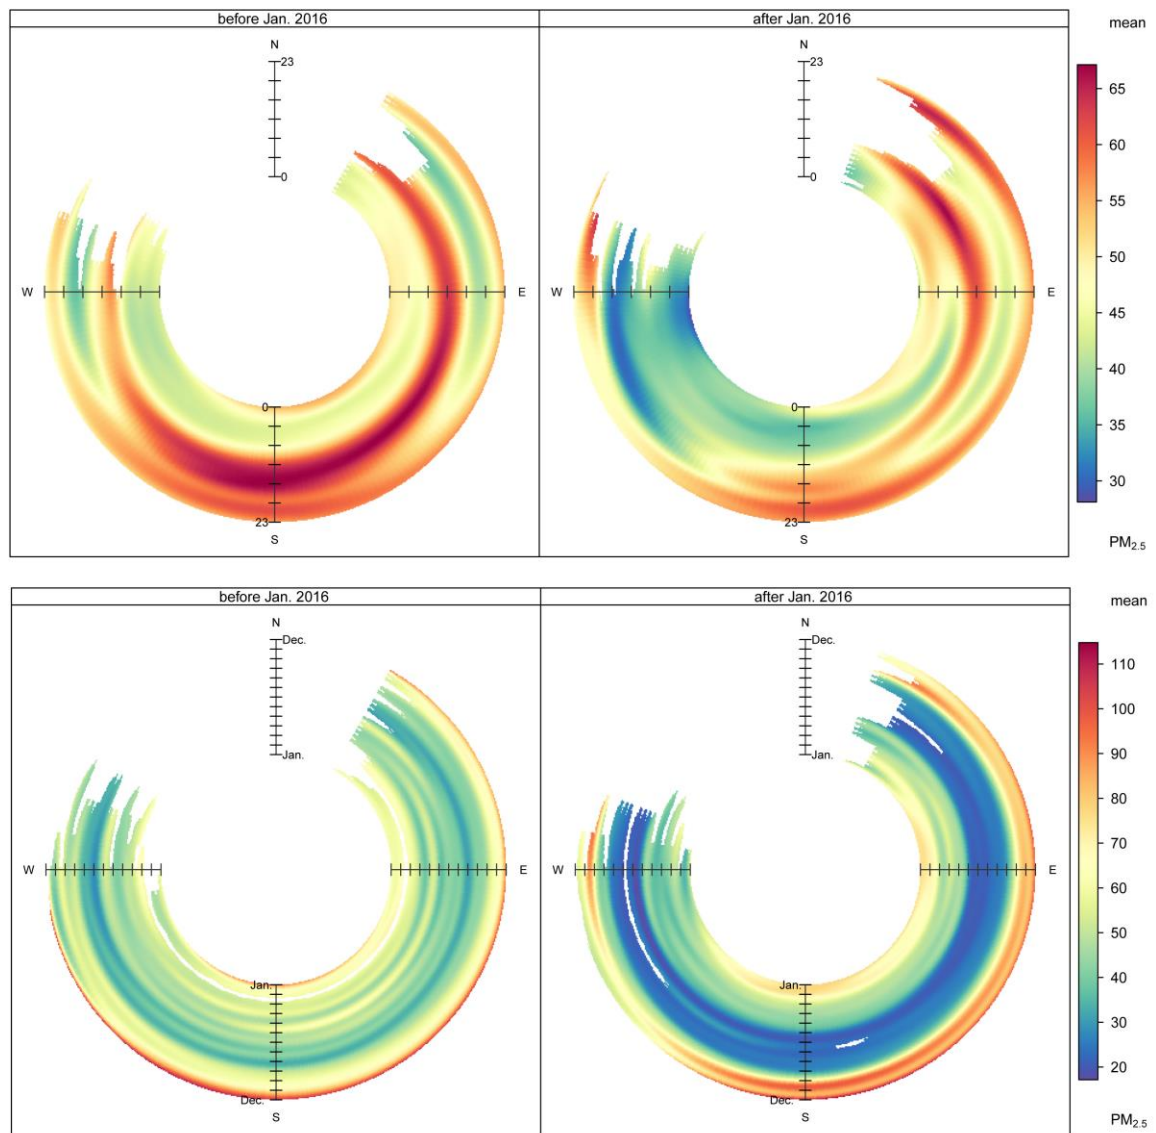 before Jan. 2016
after Jan. 2016
mean
N
N
23
23
65
60
0
0
55
50
W
E
W
E
45
40
0
0
35
30
23
23
S
S
PM2.5
before Jan. 2016
after Jan. 2016
mean
N
N
Dec.
Dec.
110
100
90
Jan.
Jan.
80
70
W
E
W
E
60
50
Jan.
Jan.
40
30
20
Dec.
Dec.
S
S
PM2.5